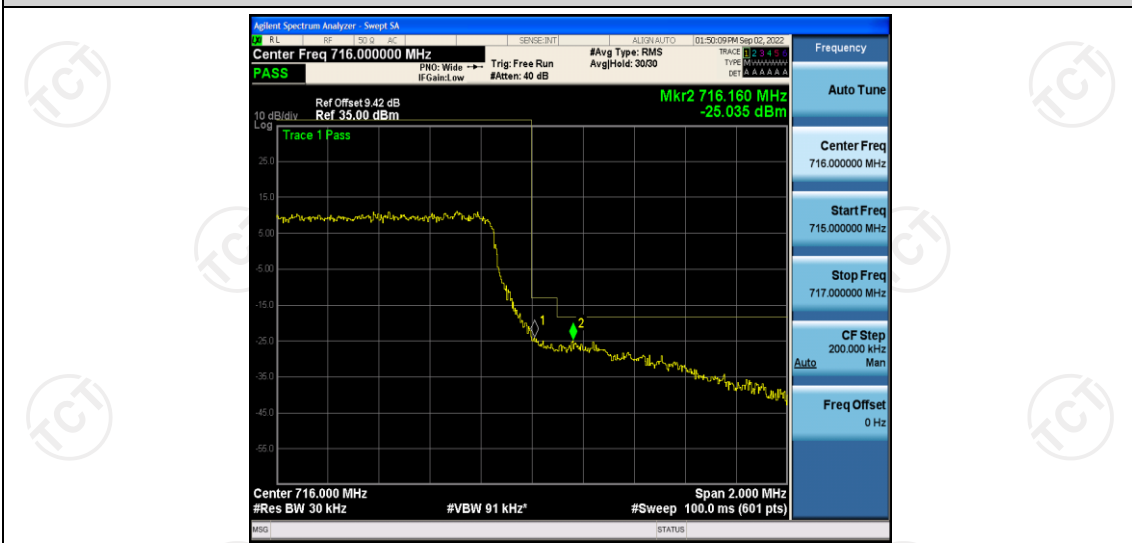 Agilent Spectrum Analyzer - Swept SA
RL RF 50 Ω AC SENSE:INT ALIGN AUTO 01:50:09 PM Sep 02, 2022
Center Freq 716.000000 MHz
#Avg Type: RMS
TRACE 1 2 3 4 5 6
PASS
PNO: Wide
Trig: Free Run
Avg|Hold: 30/30
TYPE M
IFGain:Low
#Atten: 40 dB
DET A A A A A A
Mkr2 716.160 MHz
-25.035 dBm
Ref Offset 9.42 dB
10 dB/div Ref 35.00 dBm
Log
Trace 1 Pass
25.0
15.0
5.00
-5.00
-15.0
-25.0
-35.0
-45.0
-55.0
1
2
Center 716.000 MHz
Span 2.000 MHz
#Res BW 30 kHz
#VBW 91 kHz*
#Sweep 100.0 ms (601 pts)
MSG
STATUS
Frequency
Auto Tune
Center Freq
716.000000 MHz
Start Freq
715.000000 MHz
Stop Freq
717.000000 MHz
CF Step
200.000 kHz
Auto Man
Freq Offset
0 Hz
TCT
TCT
TCT
TCT
TCT
TCT